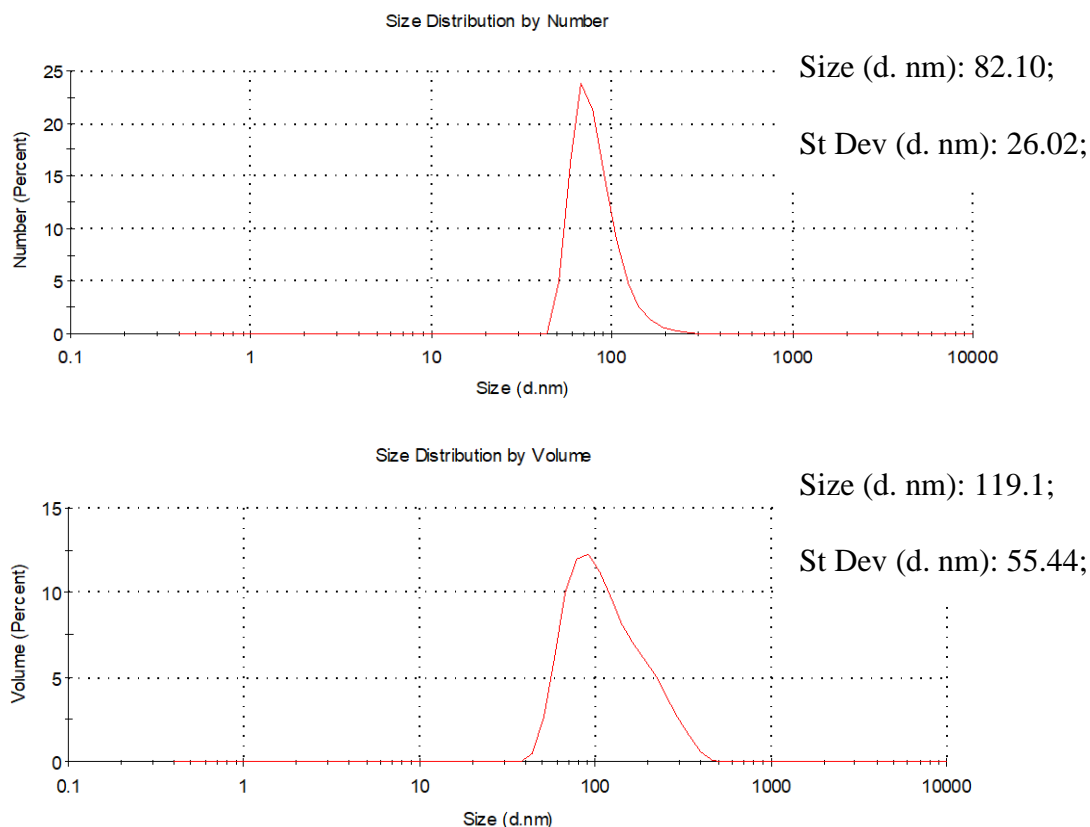 Size Distribution by Number
Size (d. nm): 82.10;
St Dev (d. nm): 26.02;
Number (Percent)
25
20
15
10
5
0
0.1 1 10 100 1000 10000
Size (d.nm)
Size Distribution by Volume
Size (d. nm): 119.1;
St Dev (d. nm): 55.44;
Volume (Percent)
15
10
5
0
0.1 1 10 100 1000 10000
Size (d.nm)